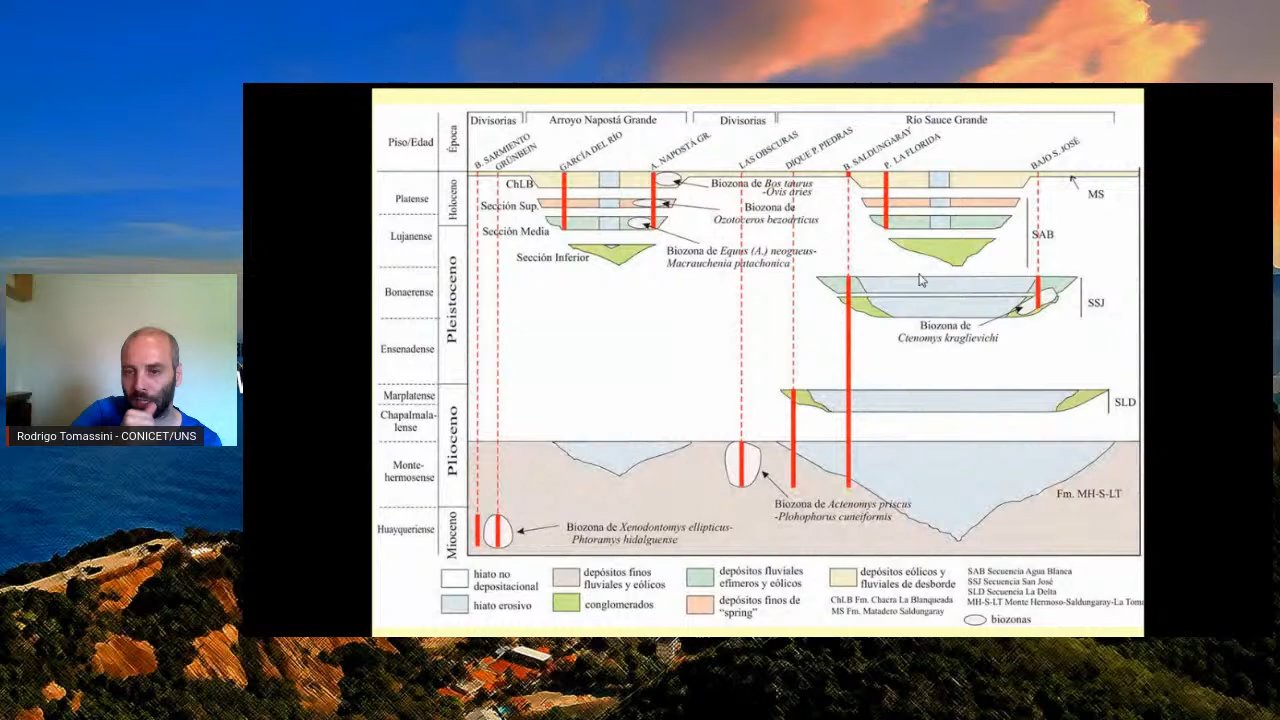 Divisorias
Arroyo Napostá Grande
Divisorias
Río Sauce Grande
Piso/Edad
Época
B. SARMIENTO
GRÜNBEIN
GARCÍA DEL RÍO
A. NAPOSTÁ GR.
LAS OBSCURAS
DIQUE P. PIEDRAS
B. SALDUNGARAY
P. LA FLORIDA
BAJO S. JOSÉ
Platense
Lujanense
Bonaerense
Ensenadense
Marplatense
Chapalmala-
lense
Monte-
hermosense
Huayqueriense
Holoceno
Pleistoceno
Plioceno
Mioceno
ChLB
Sección Sup.
Sección Media
Sección Inferior
Biozona de Bos taurus
-Ovis aries
Biozona de
Ozotoceros bezoarticus
Biozona de Equus (A.) neogeus-
Macrauchenia patachonica
MS
SAB
SSJ
Biozona de
Ctenomys kraglievichi
SLD
Fm. MH-S-LT
Biozona de Actenomys priscus
-Plohophorus cuneiformis
Biozona de Xenodontomys ellipticus-
Phtoramys hidalguense
hiato no
depositacional
hiato erosivo
depósitos finos
fluviales y eólicos
conglomerados
depósitos fluviales
efímeros y eólicos
depósitos finos de
"spring"
depósitos eólicos y
fluviales de desborde
ChLB Fm. Chacra La Blanqueada
MS Fm. Matadero Saldungaray
SAB Secuencia Agua Blanca
SSJ Secuencia San José
SLD Secuencia La Delta
MH-S-LT Monte Hermoso-Saldungaray-La Toma
biozonas
Rodrigo Tomassini - CONICET/UNS